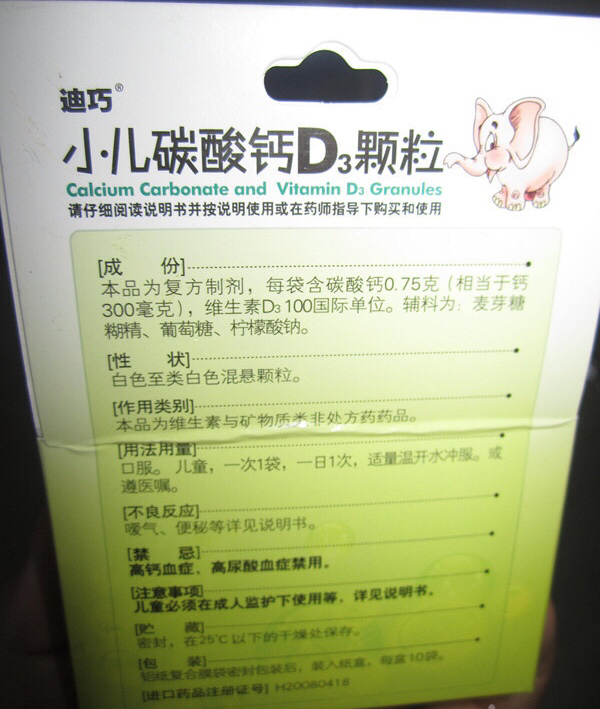 迪巧®
小儿碳酸钙D3颗粒
Calcium Carbonate and Vitamin D3 Granules
请仔细阅读说明书并按说明使用或在药师指导下购买和使用
[成 份]
本品为复方制剂，每袋含碳酸钙0.75克（相当于钙
300毫克），维生素D3 100国际单位。辅料为：麦芽糖
糊精、葡萄糖、柠檬酸钠。
[性 状]
白色至类白色混悬颗粒。
[作用类别]
本品为维生素与矿物质类非处方药药品。
[用法用量]
口服。儿童，一次1袋，一日1次，适量温开水冲服。或
遵医嘱。
[不良反应]
嗳气、便秘等详见说明书。
[禁 忌]
高钙血症、高尿酸血症禁用。
[注意事项]
儿童必须在成人监护下使用等，详见说明书。
[贮 藏]
密封，在25℃以下的干燥处保存。
[包 装]
铝纸复合膜袋密封包装后，装入纸盒，每盒10袋。
[进口药品注册证号] H20080418